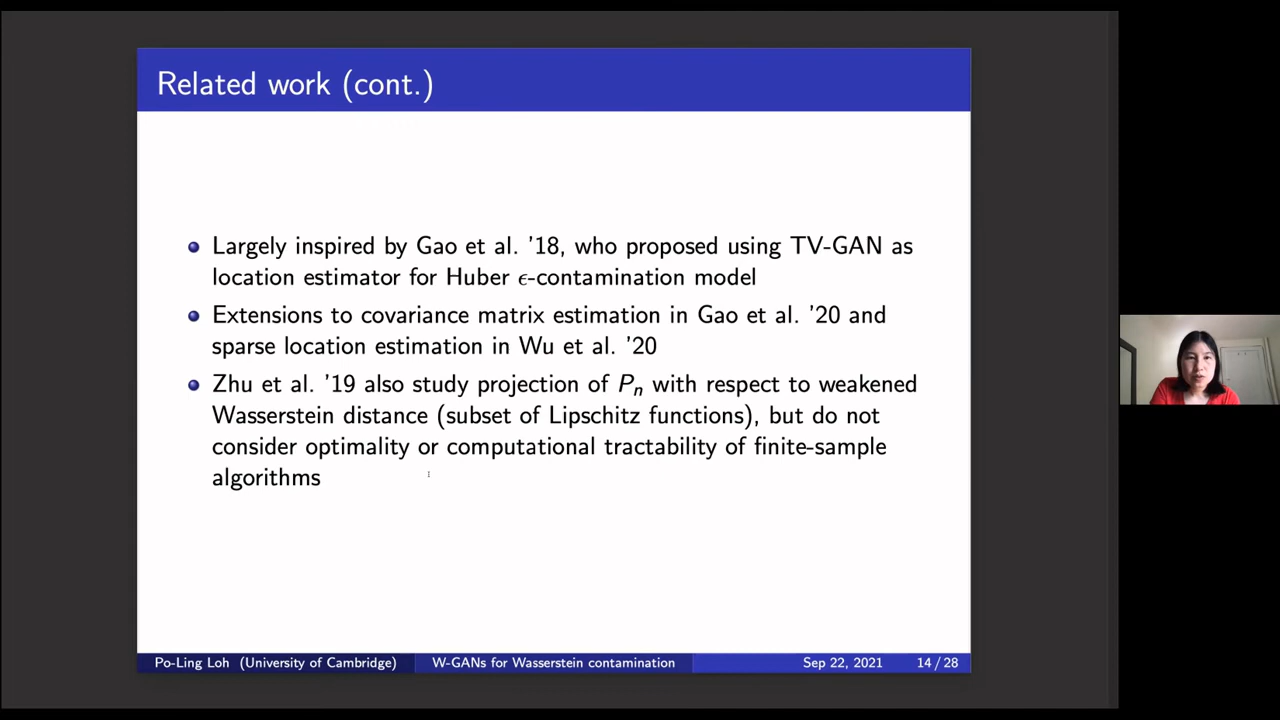 Related work (cont.)
Largely inspired by Gao et al. '18, who proposed using TV-GAN as
location estimator for Huber ϵ-contamination model
Extensions to covariance matrix estimation in Gao et al. '20 and
sparse location estimation in Wu et al. '20
Zhu et al. '19 also study projection of Pn with respect to weakened
Wasserstein distance (subset of Lipschitz functions), but do not
consider optimality or computational tractability of finite-sample
algorithms
Po-Ling Loh (University of Cambridge) W-GANs for Wasserstein contamination Sep 22, 2021 14 / 28